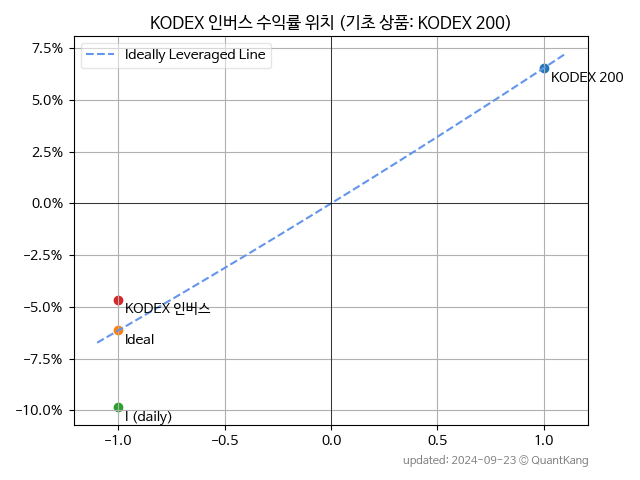 KODEX 인버스 수익률 위치 (기초 상품: KODEX 200)
7.5%
5.0%
2.5%
0.0%
−2.5%
−5.0%
−7.5%
−10.0%
Ideally Leveraged Line
KODEX 200
KODEX 인버스
Ideal
I (daily)
−1.0
−0.5
0.0
0.5
1.0
updated: 2024-09-23 © QuantKang